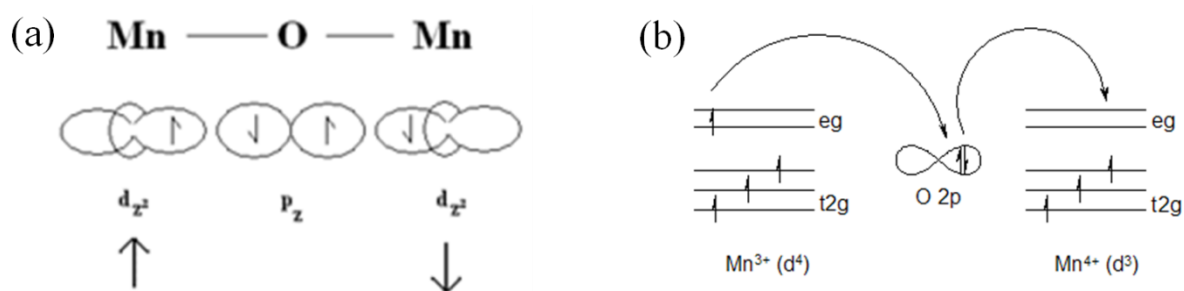 (a)
Mn — O — Mn
d_z² p_z d_z²
(b)
eg
eg
t2g
O 2p
t2g
Mn³⁺ (d⁴)
Mn⁴⁺ (d³)